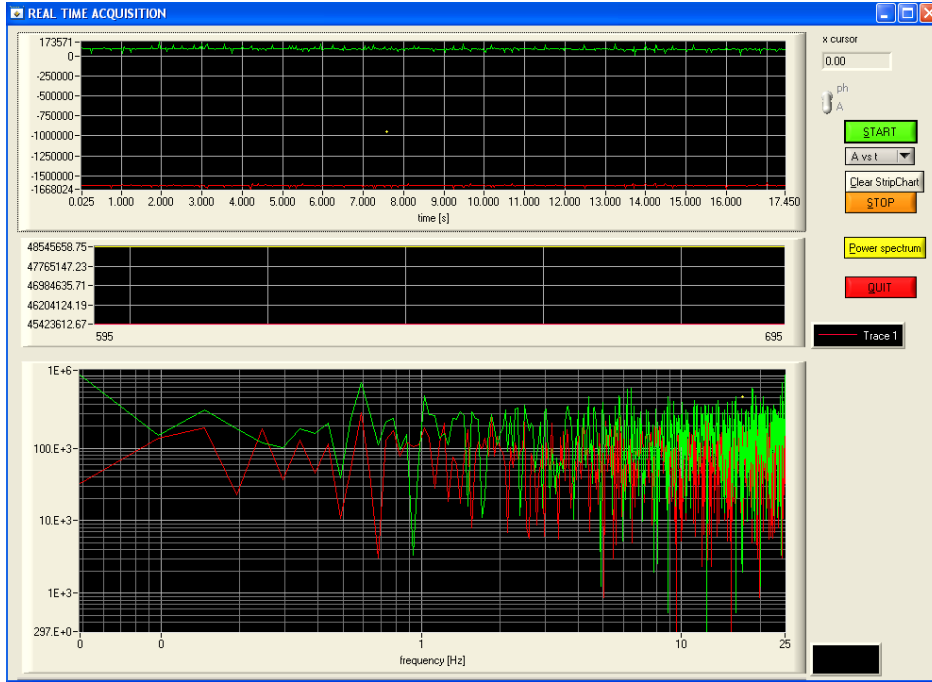 REAL TIME ACQUISITION
173571
0
-250000
-500000
-750000
-1000000
-1250000
-1500000
-1668024
0.025 1.000 2.000 3.000 4.000 5.000 6.000 7.000 8.000 9.000 10.000 11.000 12.000 13.000 14.000 15.000 16.000 17.450
time [s]
x cursor
0.00
ph
A
START
A vs t
Clear StripChart
STOP
48545658.75
47765147.23
46984635.71
46204124.19
45423612.67
595 695
Power spectrum
QUIT
Trace 1
1E+6
100.E+3
10.E+3
1E+3
297.E+0
0 0 1 10 25
frequency [Hz]